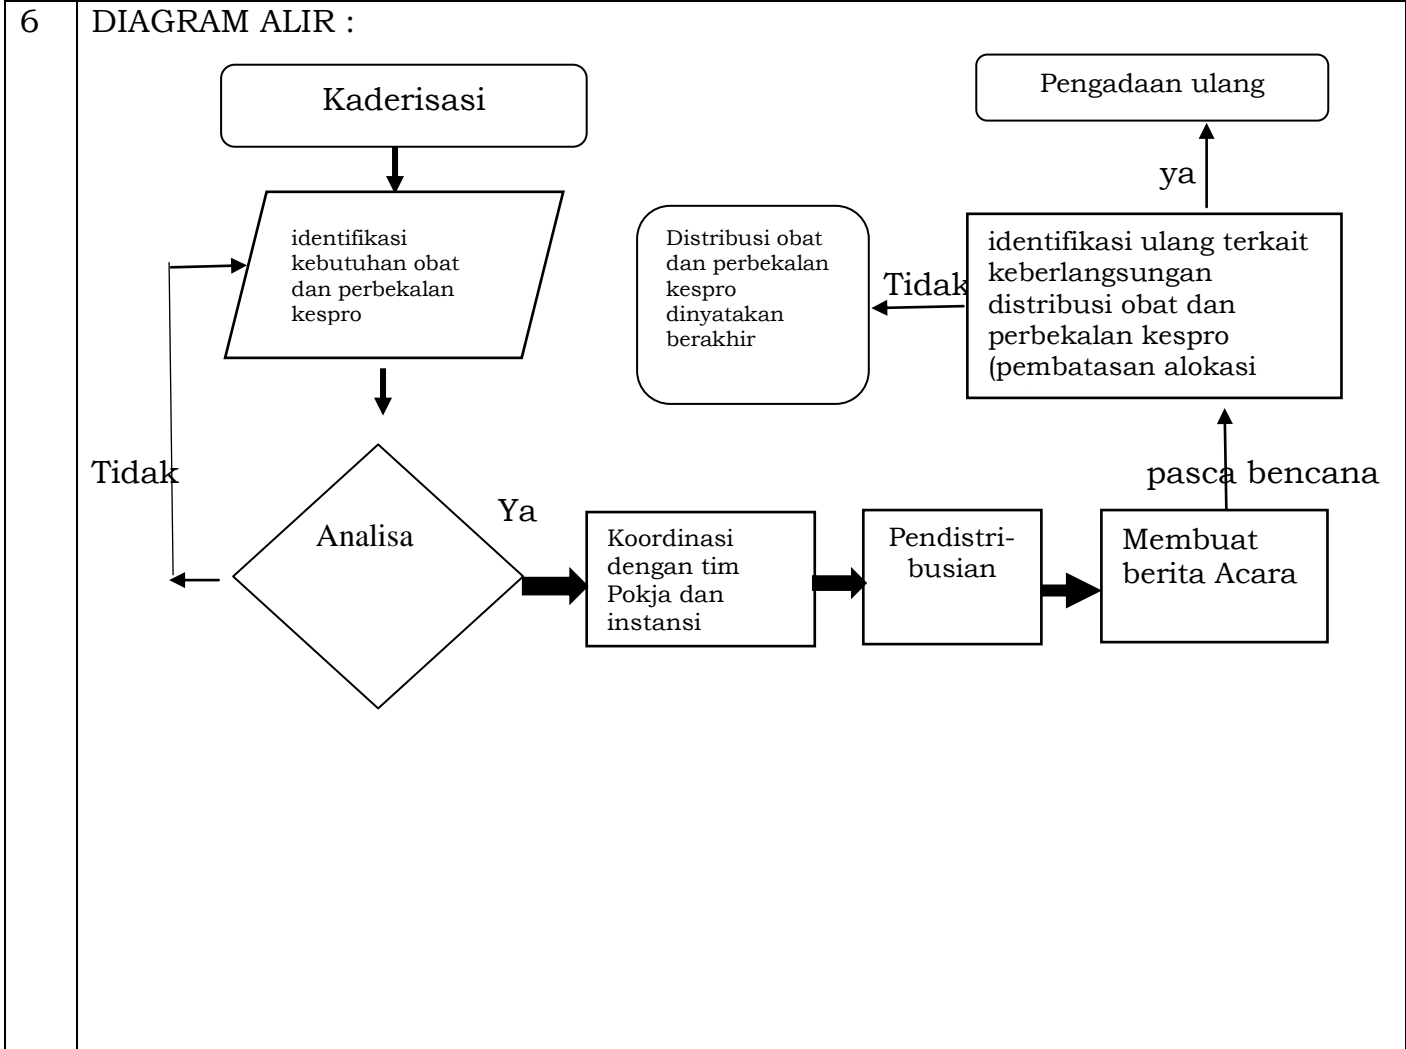 6
DIAGRAM ALIR :
Kaderisasi
identifikasi
kebutuhan obat
dan perbekalan
kespro
Tidak
Analisa
Ya
Koordinasi
dengan tim
Pokja dan
instansi
Pendistri-
busian
Membuat
berita Acara
pasca bencana
identifikasi ulang terkait
keberlangsungan
distribusi obat dan
perbekalan kespro
(pembatasan alokasi
Tidak
Distribusi obat
dan perbekalan
kespro
dinyatakan
berakhir
ya
Pengadaan ulang